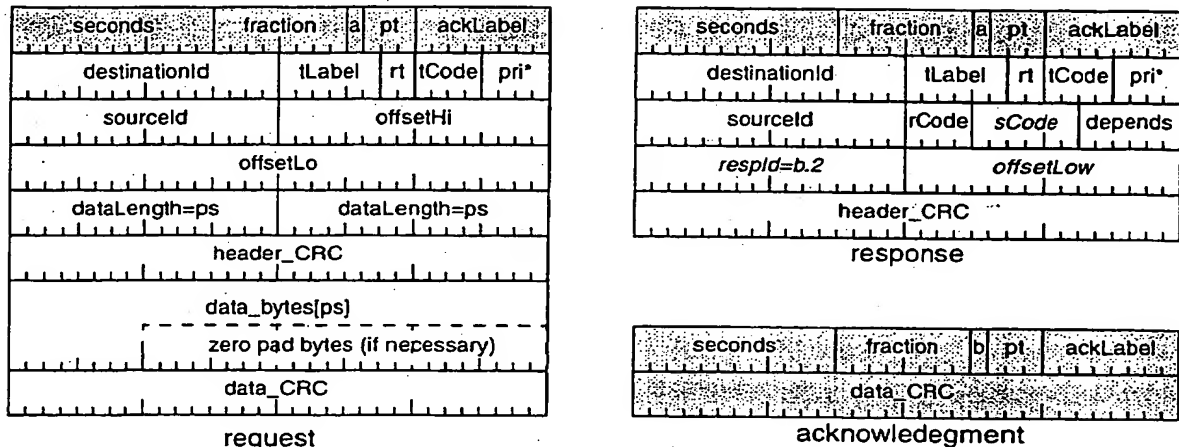 seconds fraction a pt ackLabel
destinationId tLabel rt tCode pri*
sourceId offsetHi
offsetLo
dataLength=ps dataLength=ps
header_CRC
data_bytes[ps]
zero pad bytes (if necessary)
data_CRC
request
seconds fraction a pt ackLabel
destinationId tLabel rt tCode pri*
sourceId rCode sCode depends
respId=b.2 offsetLow
header_CRC
response
seconds fraction b pt ackLabel
data_CRC
acknowledegment